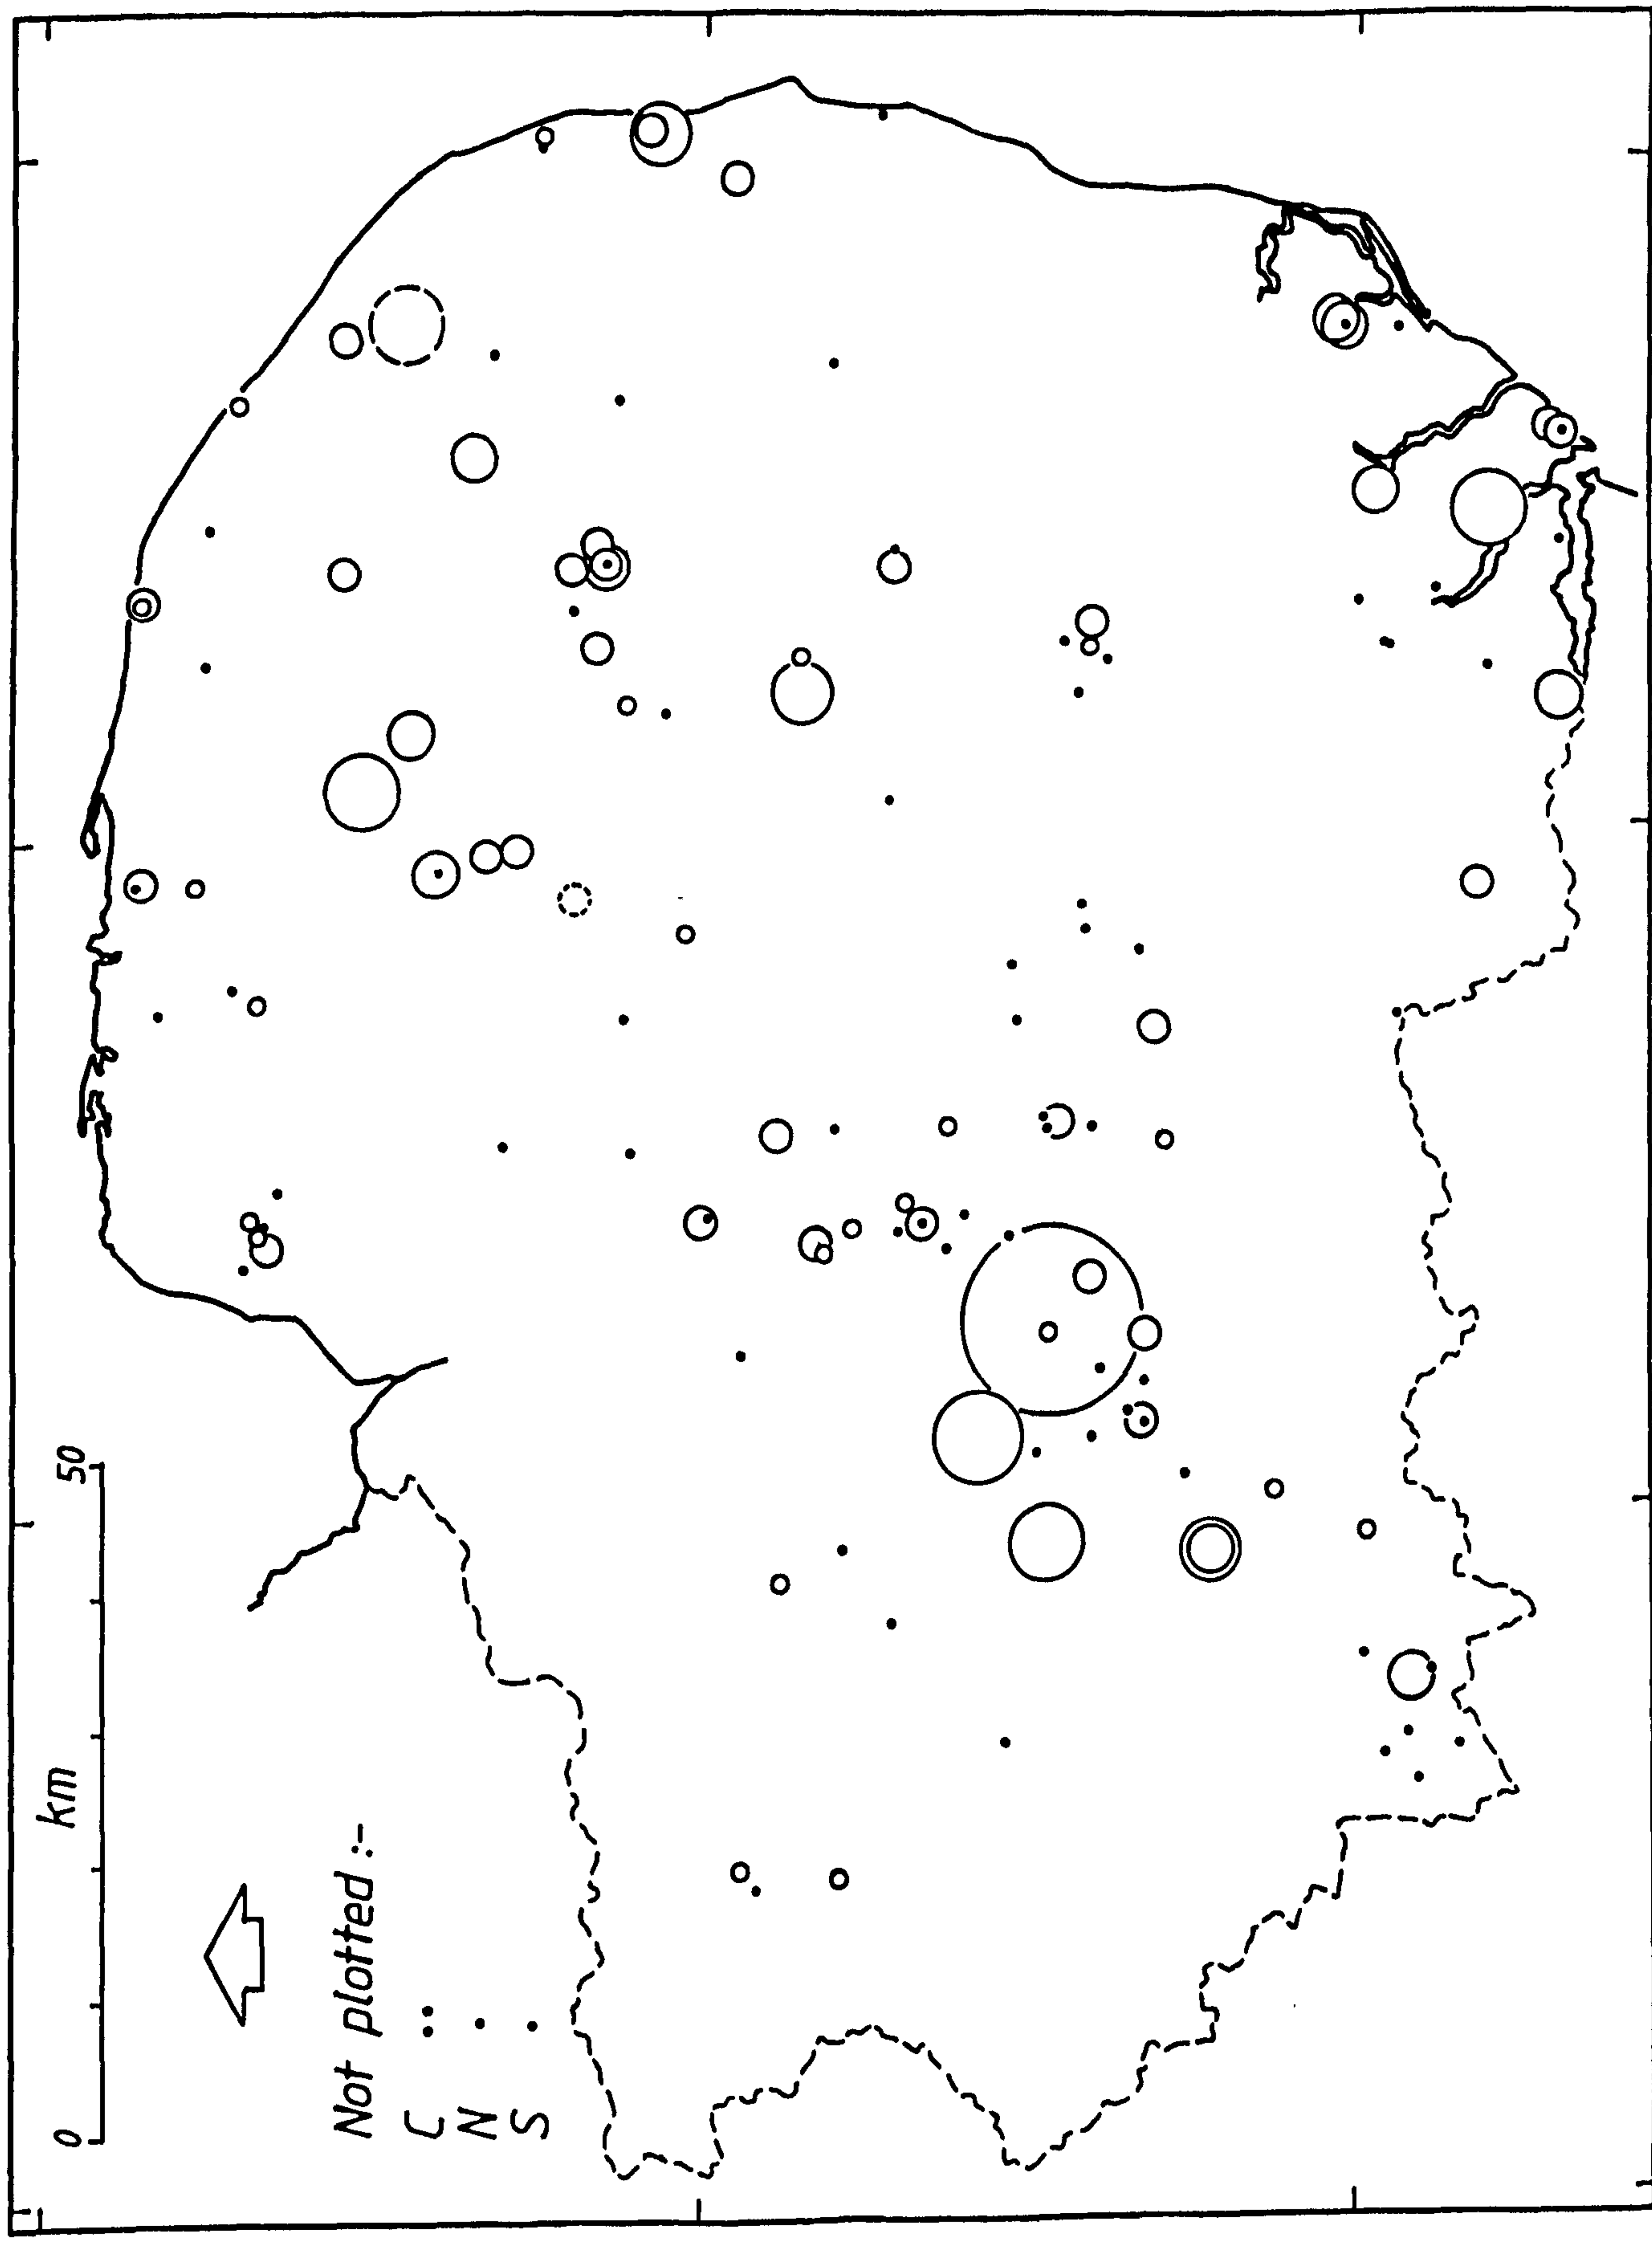 0 50
km
Not plotted :-
C : 
N .
S .